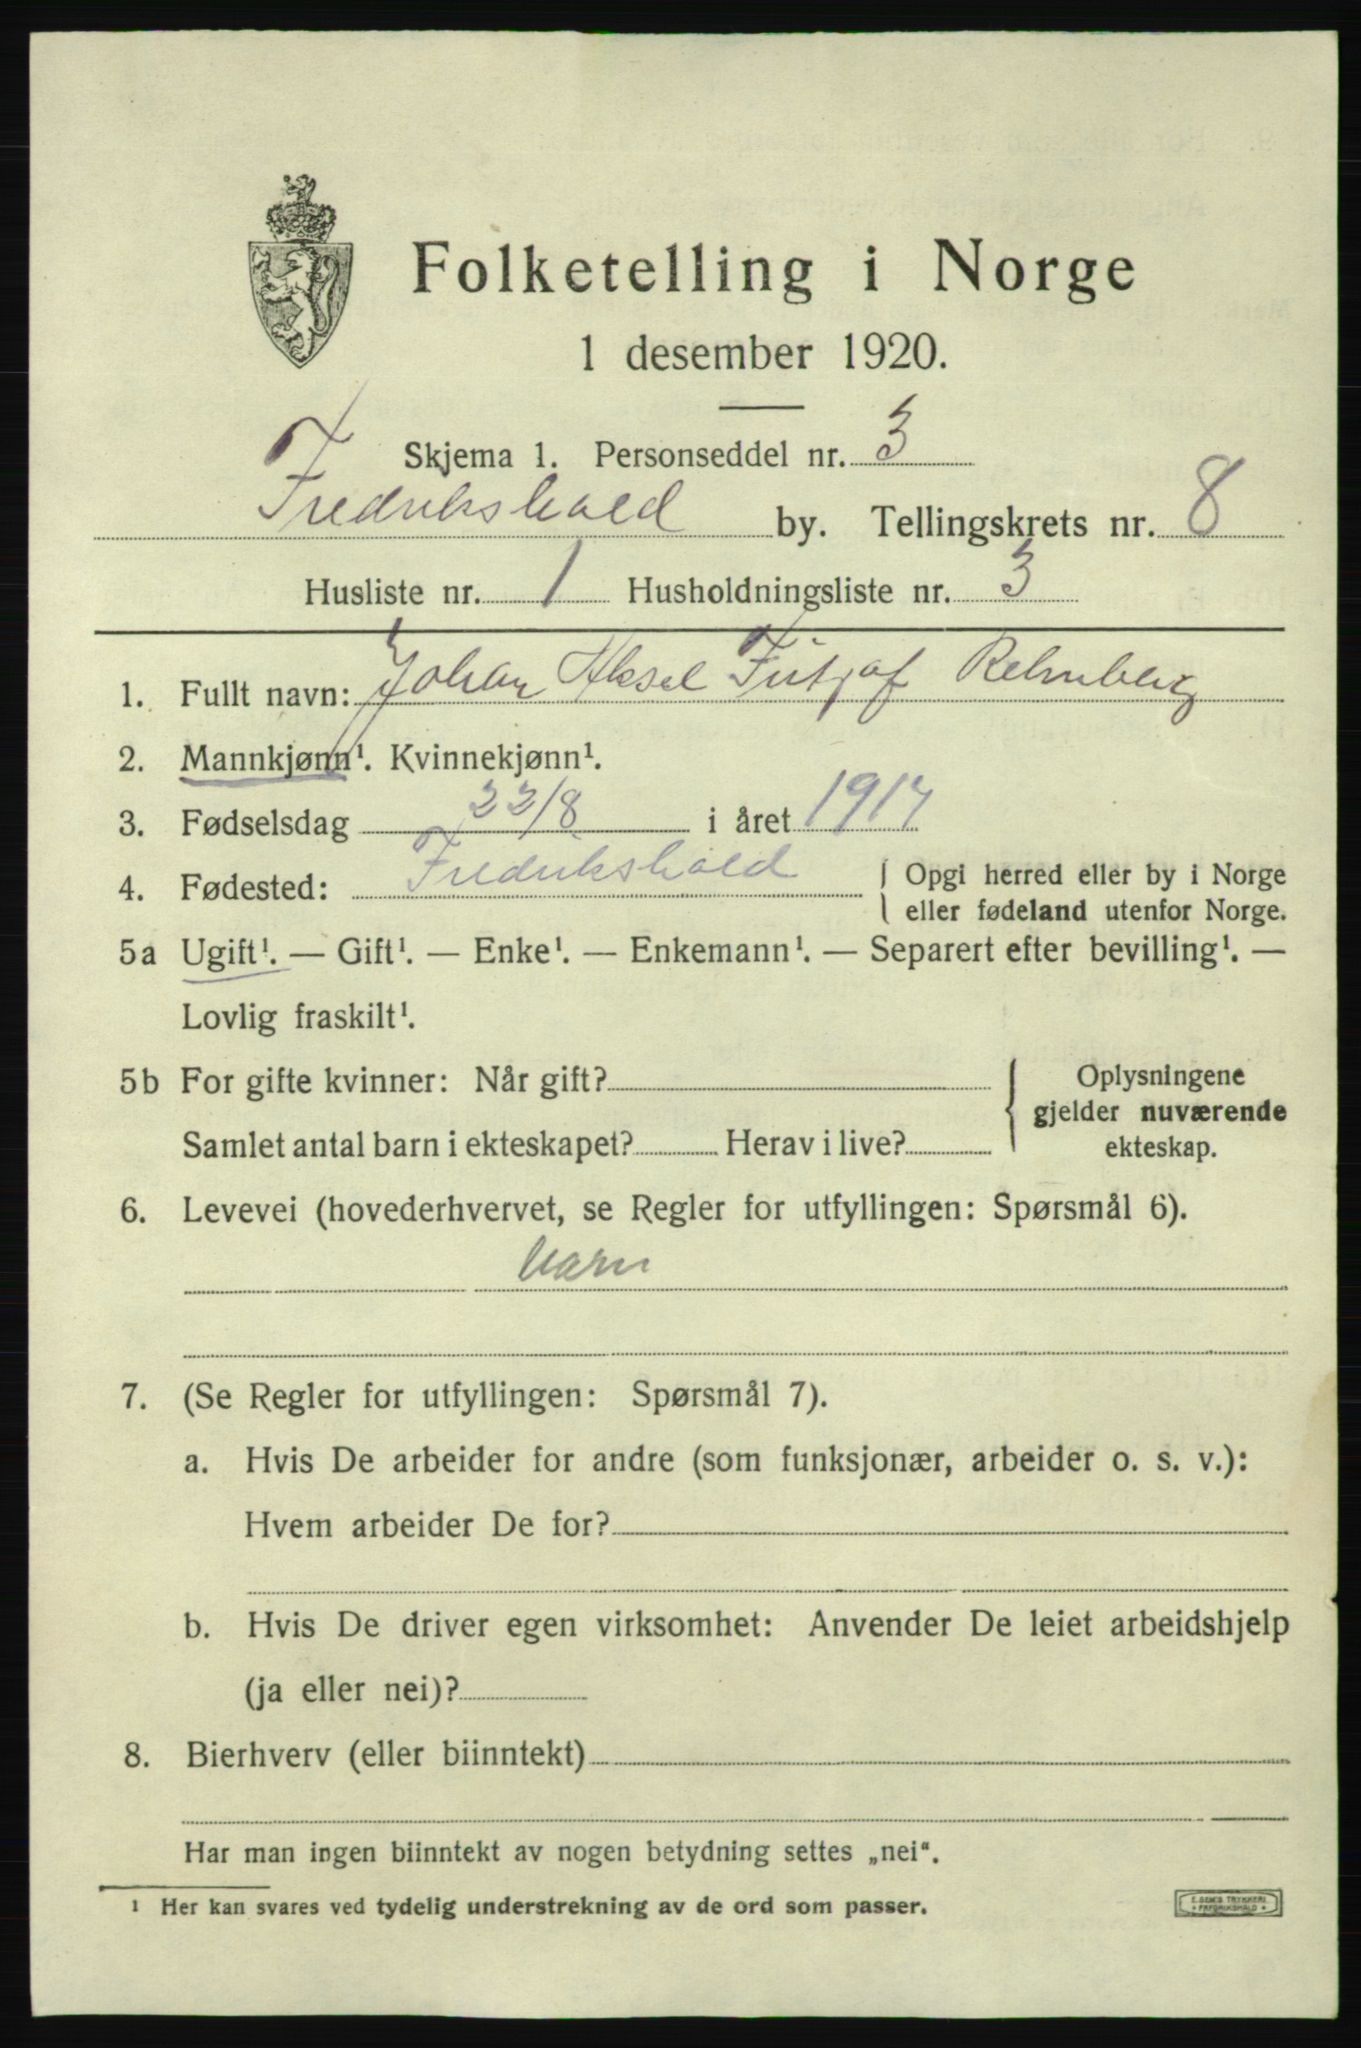 Folketelling i Norge
1 desember 1920.
Skjema 1. Personseddel nr. 3
Fredrikshald by. Tellingskrets nr. 8
Husliste nr. 1 Husholdningsliste nr. 3
1. Fullt navn: Johan Aksel Fritjof Rehnberg
2. Mannkjønn¹. Kvinnekjønn¹.
3. Fødselsdag 22/8 i året 1917
4. Fødested: Fredrikshald { Opgi herred eller by i Norge
eller fødeland utenfor Norge.
5a Ugift¹. — Gift¹. — Enke¹. — Enkemann¹. — Separert efter bevilling¹. —
Lovlig fraskilt¹.
5b For gifte kvinner: Når gift?
Samlet antal barn i ekteskapet? Herav i live?
{ Oplysningene
gjelder nuværende
ekteskap.
6. Levevei (hovederhvervet, se Regler for utfyllingen: Spørsmål 6).
barn
7. (Se Regler for utfyllingen: Spørsmål 7).
a. Hvis De arbeider for andre (som funksjonær, arbeider o. s. v.):
Hvem arbeider De for?
b. Hvis De driver egen virksomhet: Anvender De leiet arbeidshjelp
(ja eller nei)?
8. Bierhverv (eller biinntekt)
Har man ingen biinntekt av nogen betydning settes „nei“.
¹ Her kan svares ved tydelig understrekning av de ord som passer.
E. SEM'S TRYKKERI
FREDRIKSHALD